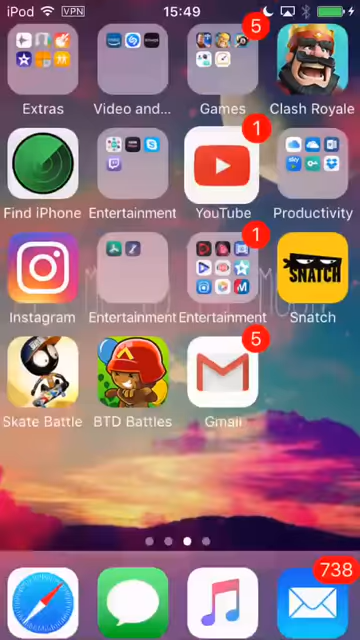 iPod VPN 15:49
5
Extras Video and... Games Clash Royale
1
Find iPhone Entertainment YouTube Productivity
1
SNATCH
Instagram Entertainment Entertainment Snatch
5
Skate Battle BTD Battles Gmail
738